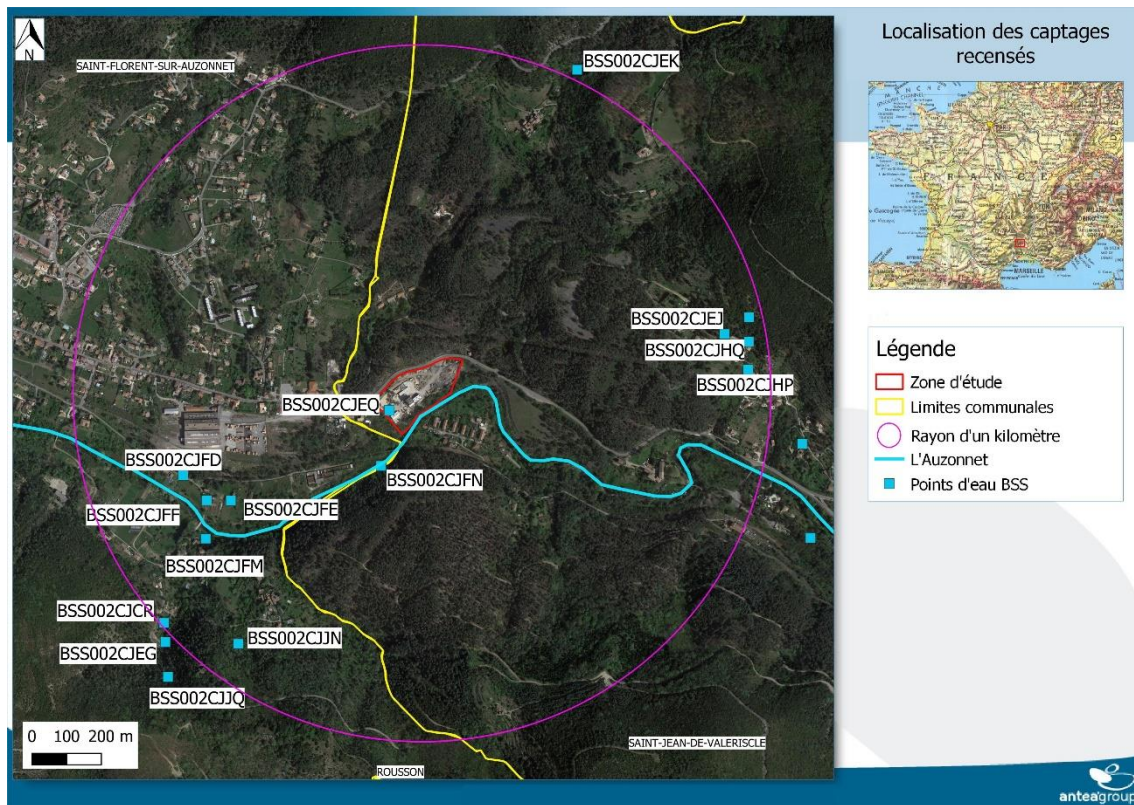 Localisation des captages
recensés
N
SAINT-FLORENT-SUR-AUZONNET
BSS002CJEK
BSS002CJEJ
BSS002CJHQ
BSS002CJHP
BSS002CJEQ
BSS002CJFD
BSS002CJFN
BSS002CJFF
BSS002CJFE
BSS002CJFM
BSS002CJCR
BSS002CJJN
BSS002CJEG
BSS002CJJQ
0 100 200 m
SAINT-JEAN-DE-VALERISCLE
ROUSSON
FRANCE
MARSEILLE
Légende
Zone d'étude
Limites communales
Rayon d'un kilomètre
L'Auzonnet
Points d'eau BSS
anteagroup